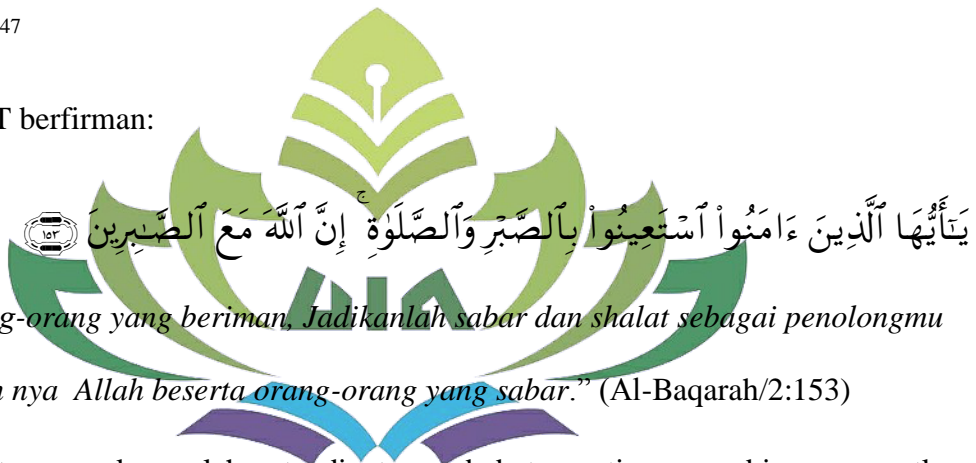 47
T berfirman:
يَـٰٓأَيُّهَا ٱلَّذِينَ ءَامَنُوا۟ ٱسْتَعِينُوا۟ بِٱلصَّبْرِ وَٱلصَّلَوٰةِ ۚ إِنَّ ٱللَّهَ مَعَ ٱلصَّـٰبِرِينَ ١٥٣
g-orang yang beriman, Jadikanlah sabar dan shalat sebagai penolongmu
n nya Allah beserta orang-orang yang sabar.” (Al-Baqarah/2:153)